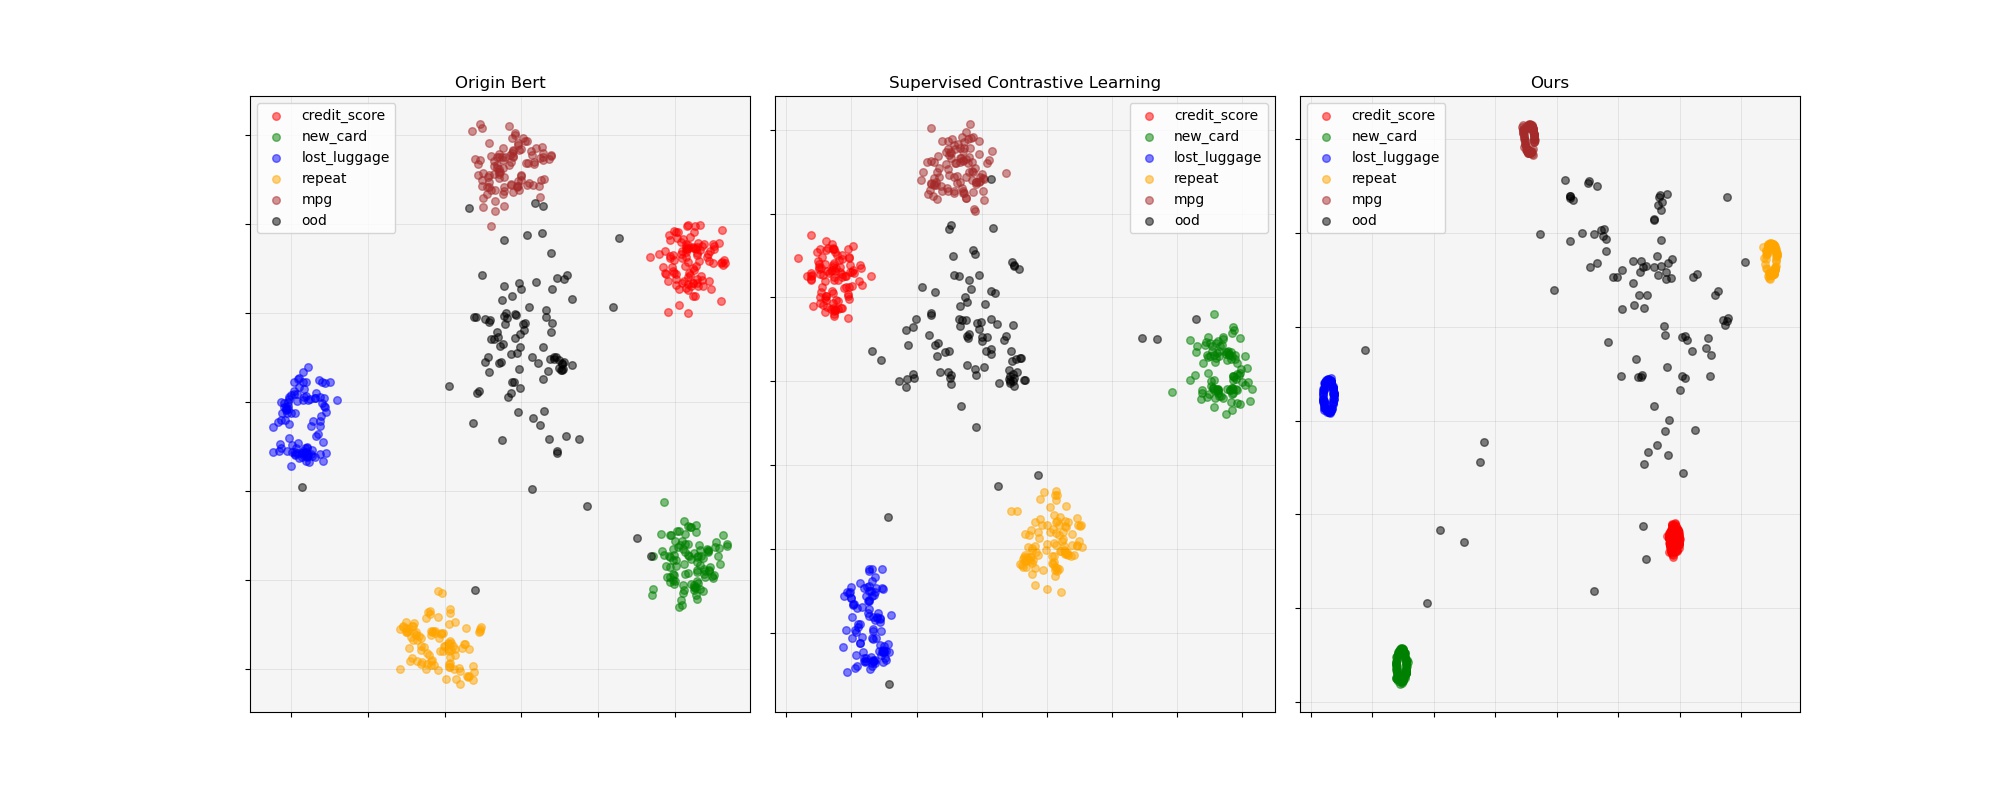 Origin Bert
credit_score
new_card
lost_luggage
repeat
mpg
ood
Supervised Contrastive Learning
credit_score
new_card
lost_luggage
repeat
mpg
ood
Ours
credit_score
new_card
lost_luggage
repeat
mpg
ood